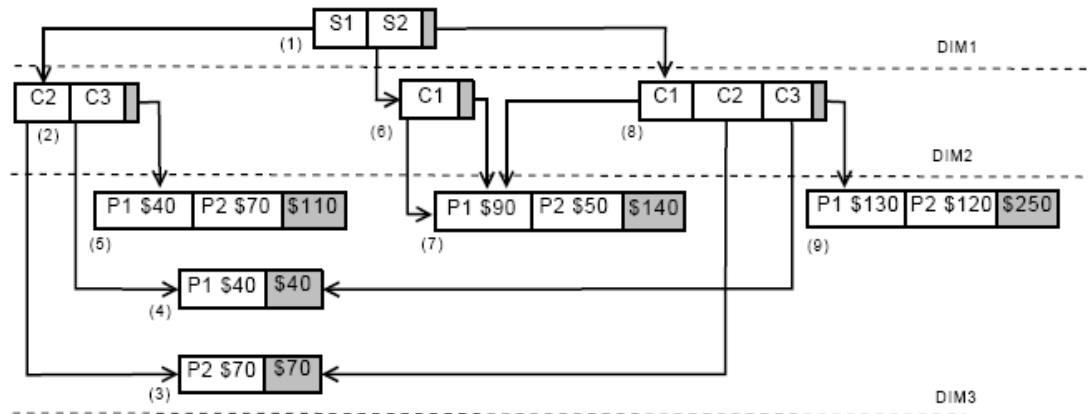 S1 S2
(1)
DIM1
C2 C3
(2)
C1
(6)
C1 C2 C3
(8)
DIM2
P1 $40 P2 $70 $110
(5)
P1 $90 P2 $50 $140
(7)
P1 $130 P2 $120 $250
(9)
P1 $40 $40
(4)
P2 $70 $70
(3)
DIM3